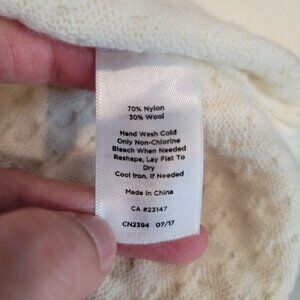 70% Nylon
30% Wool
Hand Wash Cold
Only Non-Chlorine
Bleach When Needed
Reshape, Lay Flat To
Dry
Cool Iron, If Needed
Made In China
CA #23147
CN2394 07/17